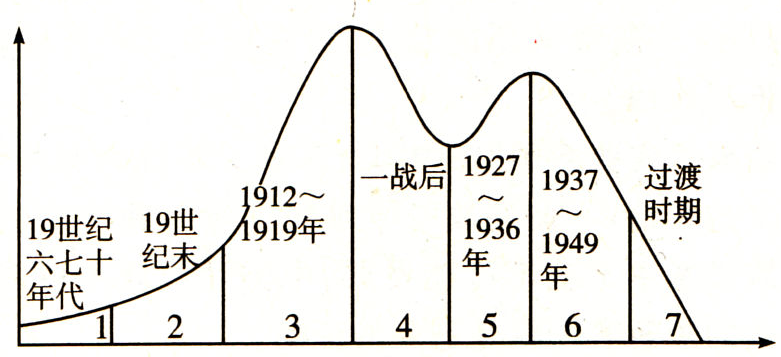 19世纪
六七十
年代
19世
纪末
1912～
1919年
一战后
1927
～
1936
年
1937
～
1949
年
过渡
时期
1
2
3
4
5
6
7